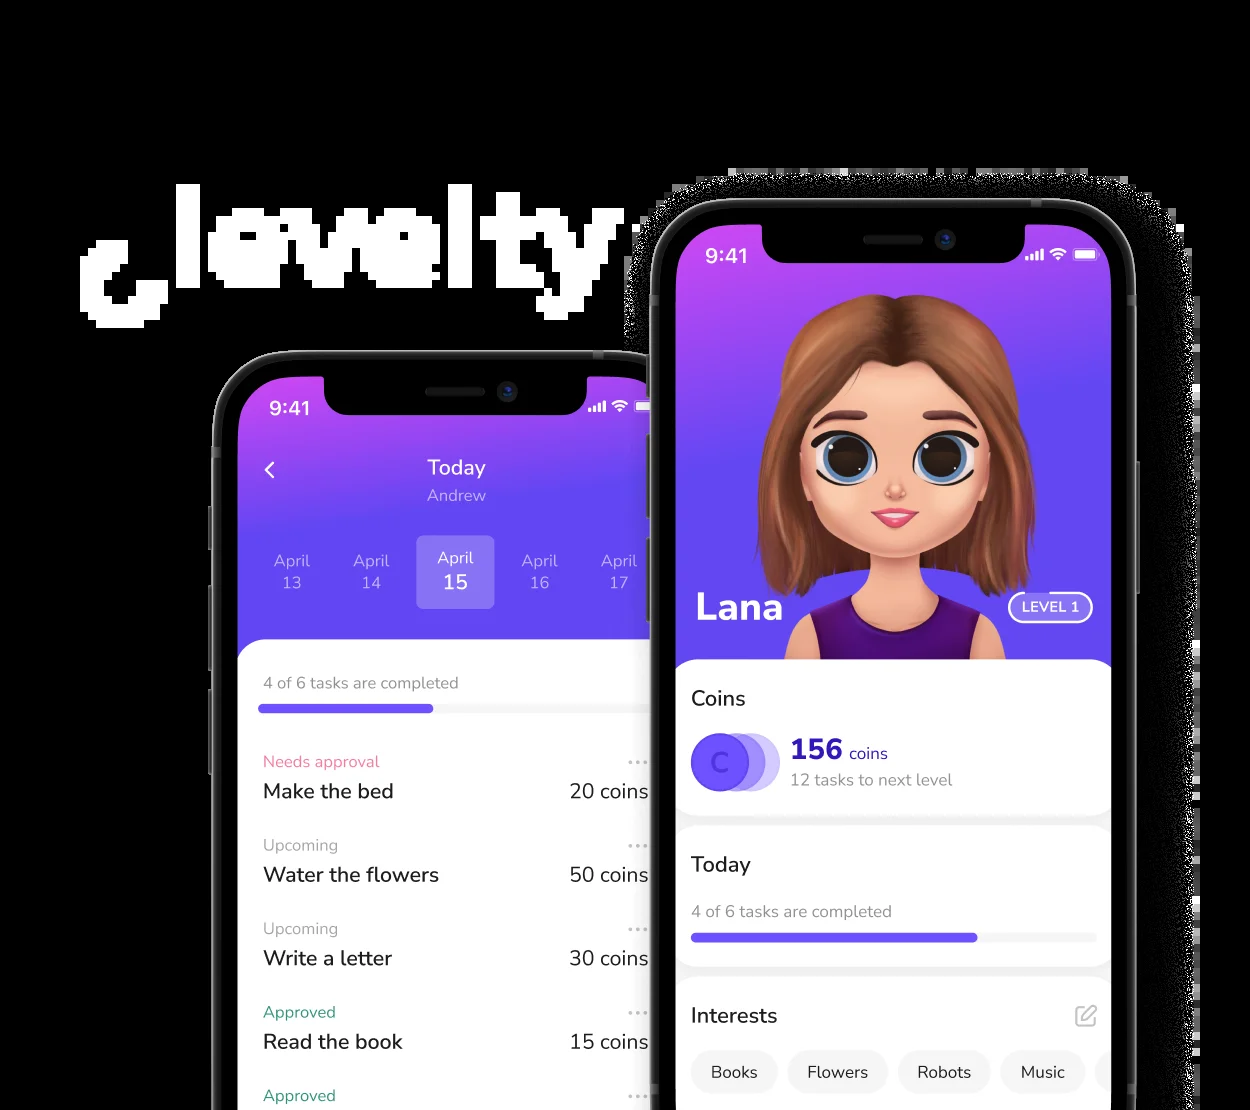 lovelty
9:41
Today
Andrew
April
13
April
14
April
15
April
16
April
17
4 of 6 tasks are completed
Needs approval
Make the bed
20 coins
Upcoming
Water the flowers
50 coins
Upcoming
Write a letter
30 coins
Approved
Read the book
15 coins
Approved
9:41
Lana
LEVEL 1
Coins
C
156 coins
12 tasks to next level
Today
4 of 6 tasks are completed
Interests
Books
Flowers
Robots
Music